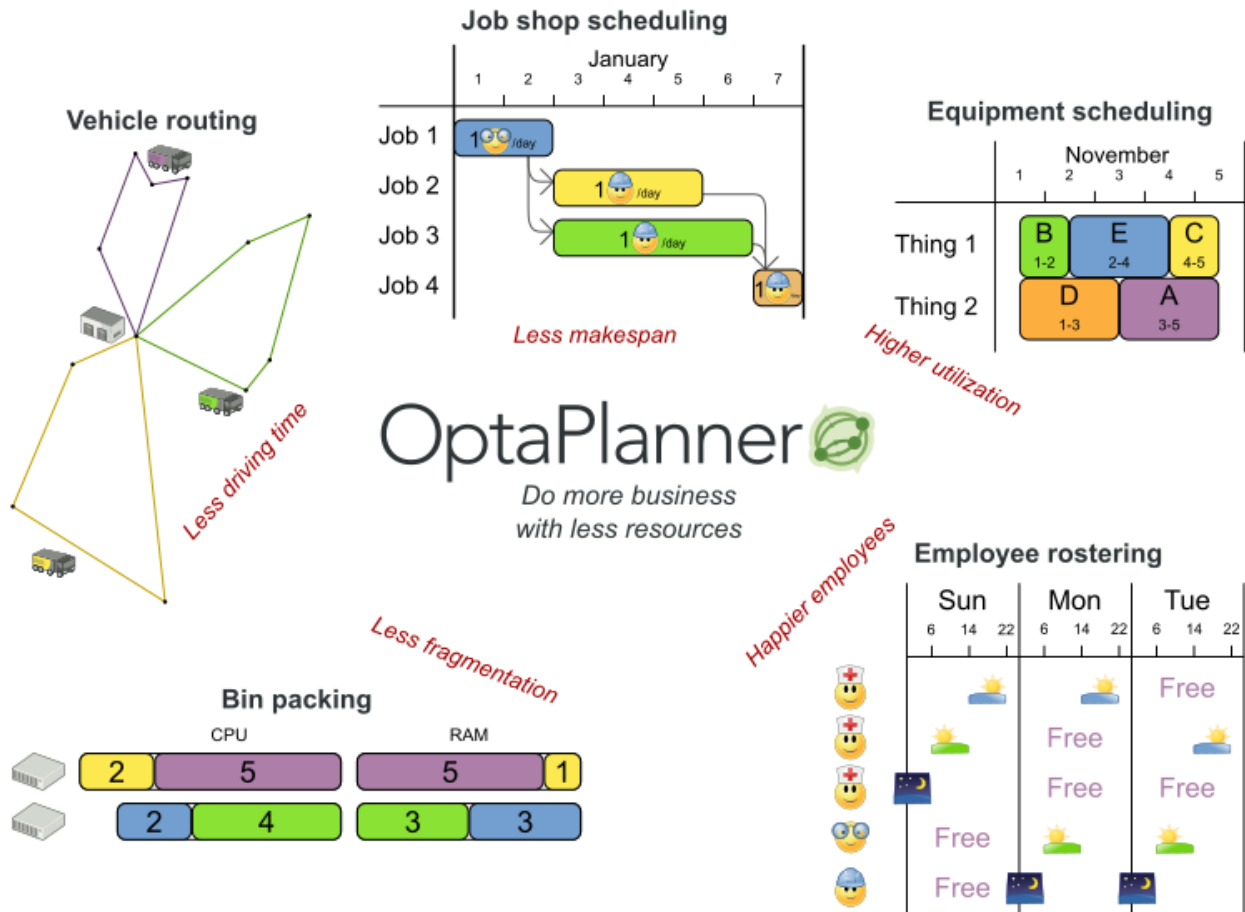 Job shop scheduling
January
1 2 3 4 5 6 7
Job 1
1 /day
Job 2
1 /day
Job 3
1 /day
Job 4
1
Less makespan
Vehicle routing
Less driving time
Equipment scheduling
November
1 2 3 4 5
Thing 1
B E C
1-2 2-4 4-5
Thing 2
D A
1-3 3-5
Higher utilization
OptaPlanner
Do more business
with less resources
Bin packing
Less fragmentation
CPU RAM
2 5 5 1
2 4 3 3
Employee rostering
Happier employees
Sun Mon Tue
6 14 22 6 14 22 6 14 22
Free
Free
Free Free
Free
Free